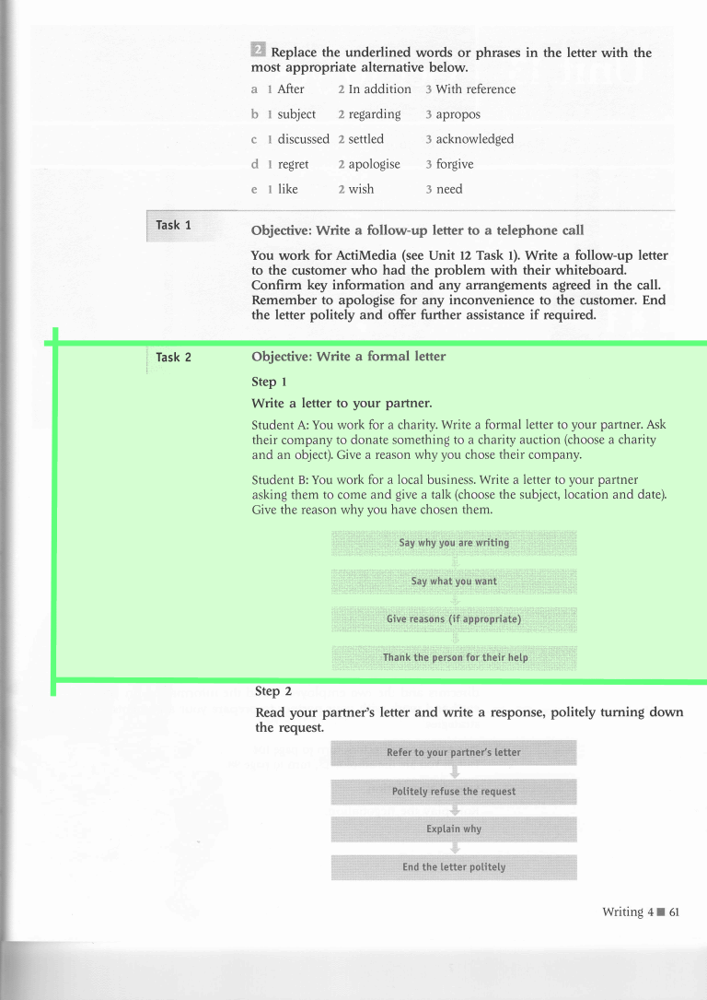 2 Replace the underlined words or phrases in the letter with the
most appropriate alternative below.
a 1 After 2 In addition 3 With reference
b 1 subject 2 regarding 3 apropos
c 1 discussed 2 settled 3 acknowledged
d 1 regret 2 apologise 3 forgive
e 1 like 2 wish 3 need
Task 1
Objective: Write a follow-up letter to a telephone call
You work for ActiMedia (see Unit 12 Task 1). Write a follow-up letter
to the customer who had the problem with their whiteboard.
Confirm key information and any arrangements agreed in the call.
Remember to apologise for any inconvenience to the customer. End
the letter politely and offer further assistance if required.
Task 2
Objective: Write a formal letter
Step 1
Write a letter to your partner.
Student A: You work for a charity. Write a formal letter to your partner. Ask
their company to donate something to a charity auction (choose a charity
and an object). Give a reason why you chose their company.
Student B: You work for a local business. Write a letter to your partner
asking them to come and give a talk (choose the subject, location and date).
Give the reason why you have chosen them.
Say why you are writing
Say what you want
Give reasons (if appropriate)
Thank the person for their help
Step 2
Read your partner's letter and write a response, politely turning down
the request.
Refer to your partner's letter
Politely refuse the request
Explain why
End the letter politely
Writing 4 ■ 61